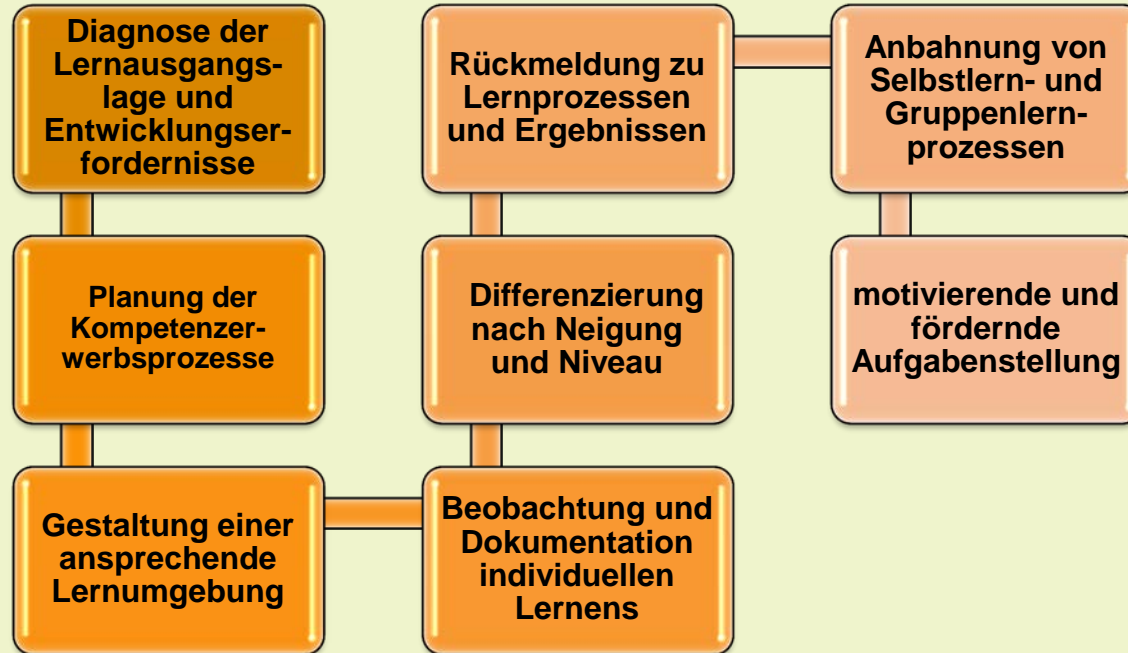 Diagnose der
Lernausgangs-
lage und
Entwicklungser-
fordernisse
Planung der
Kompetenzer-
werbsprozesse
Gestaltung einer
ansprechende
Lernumgebung
Beobachtung und
Dokumentation
individuellen
Lernens
Differenzierung
nach Neigung
und Niveau
Rückmeldung zu
Lernprozessen
und Ergebnissen
Anbahnung von
Selbstlern- und
Gruppenlern-
prozessen
motivierende und
fördernde
Aufgabenstellung